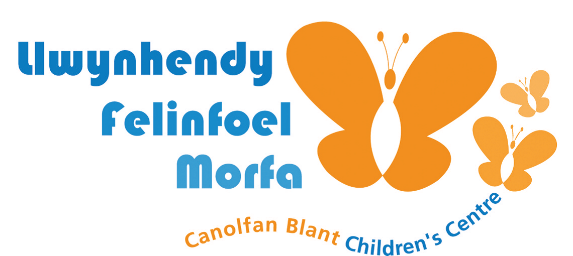 Llwynhendy
Felinfoel
Morfa
Canolfan Blant Children's Centre